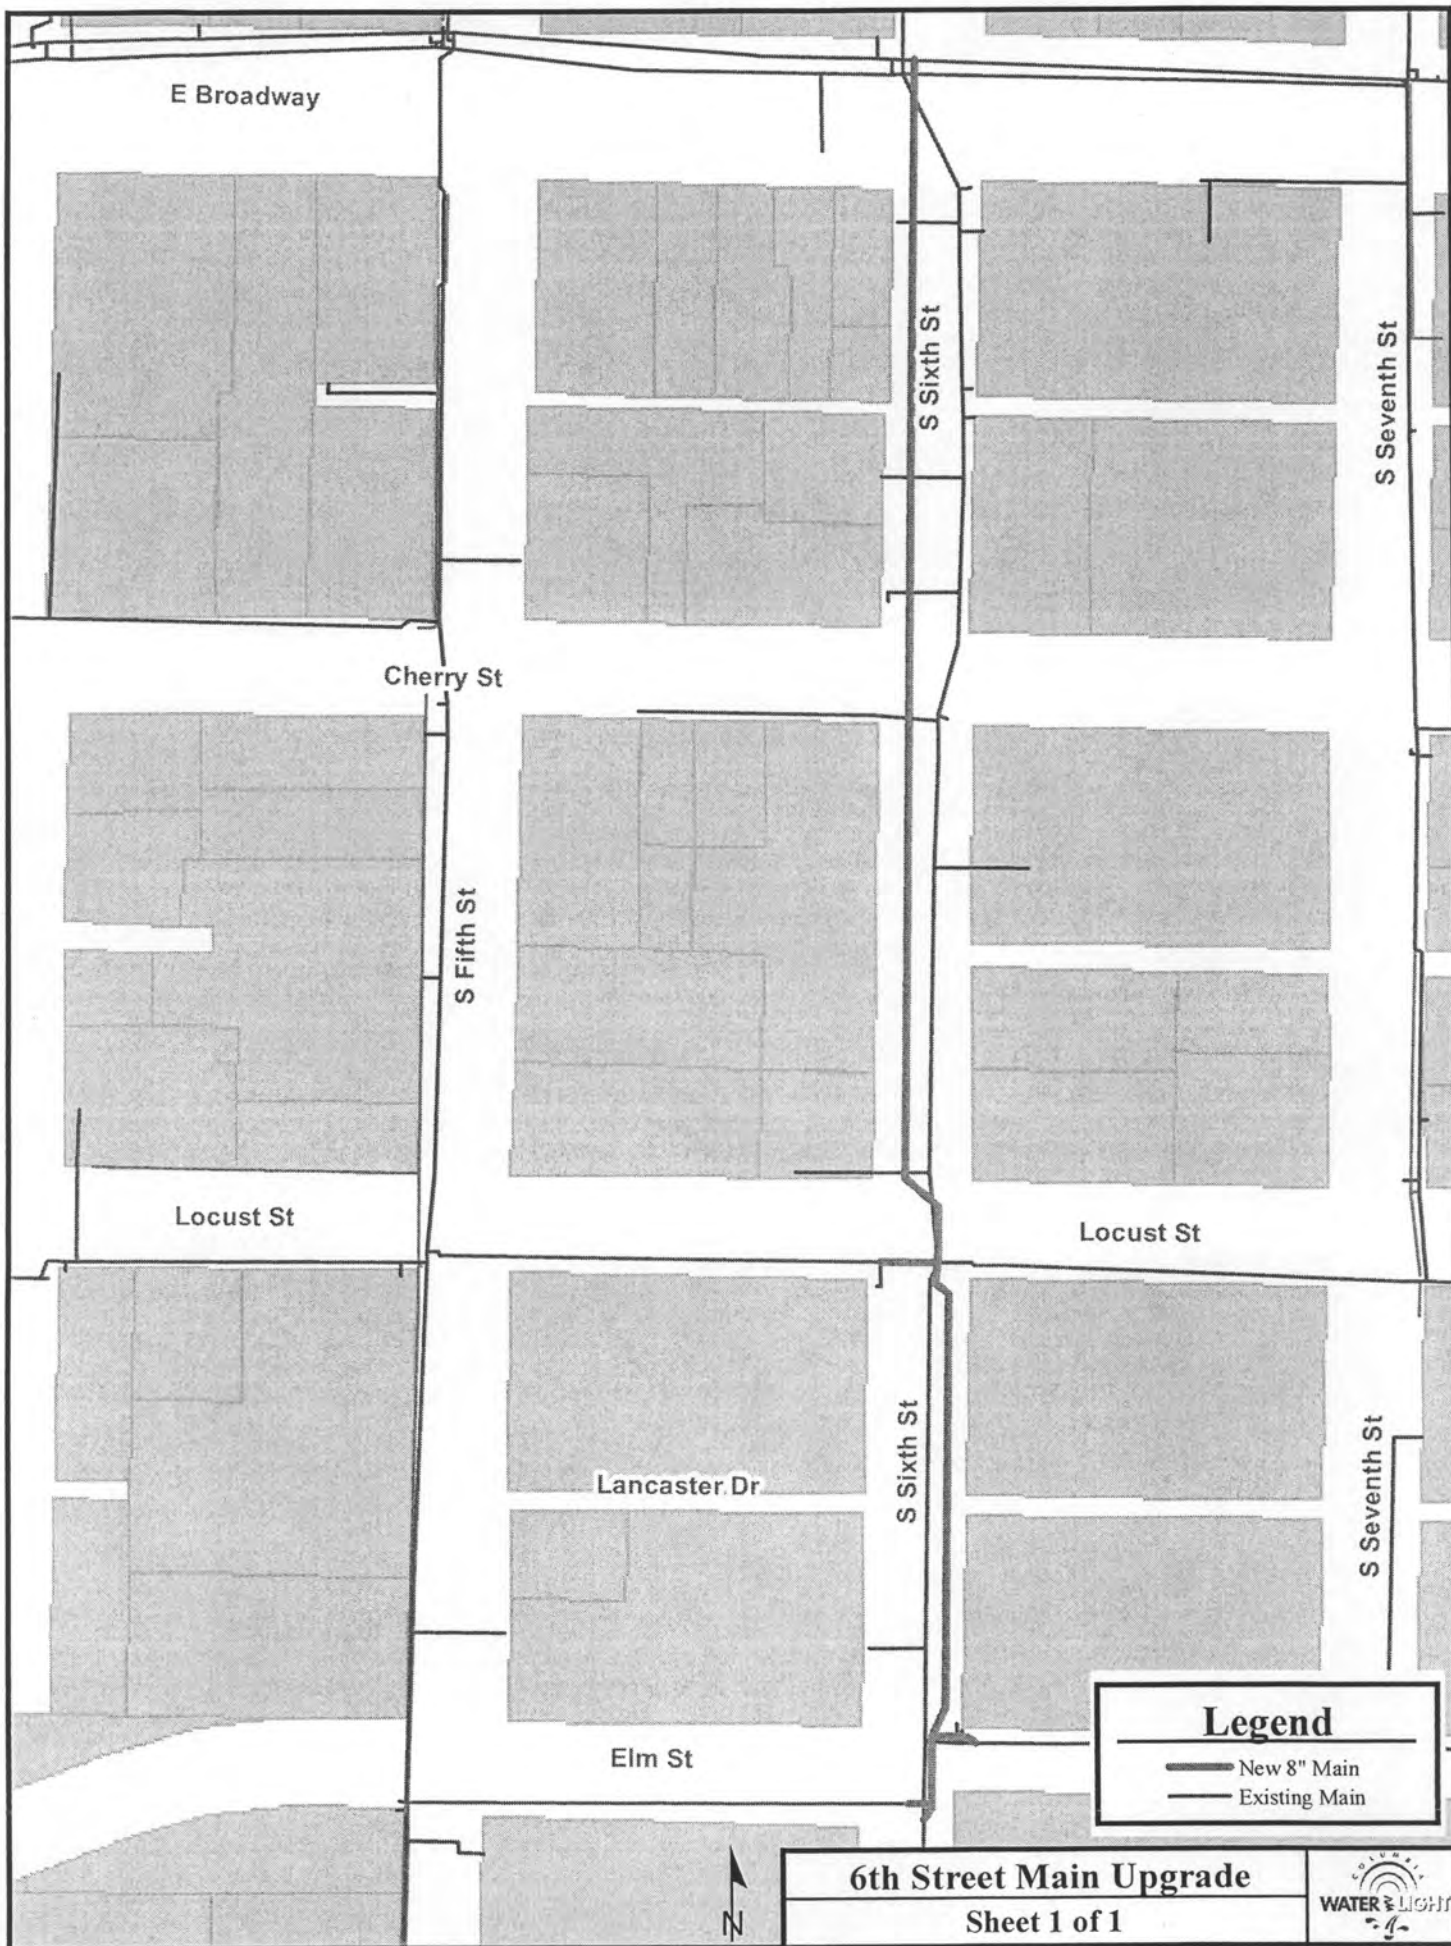 E Broadway
S Sixth St
S Seventh St
Cherry St
S Fifth St
Locust St
Locust St
S Sixth St
Lancaster Dr
S Seventh St
Elm St
Legend
New 8" Main
Existing Main
6th Street Main Upgrade
Sheet 1 of 1
N
COLUMBIA
WATER & LIGHT